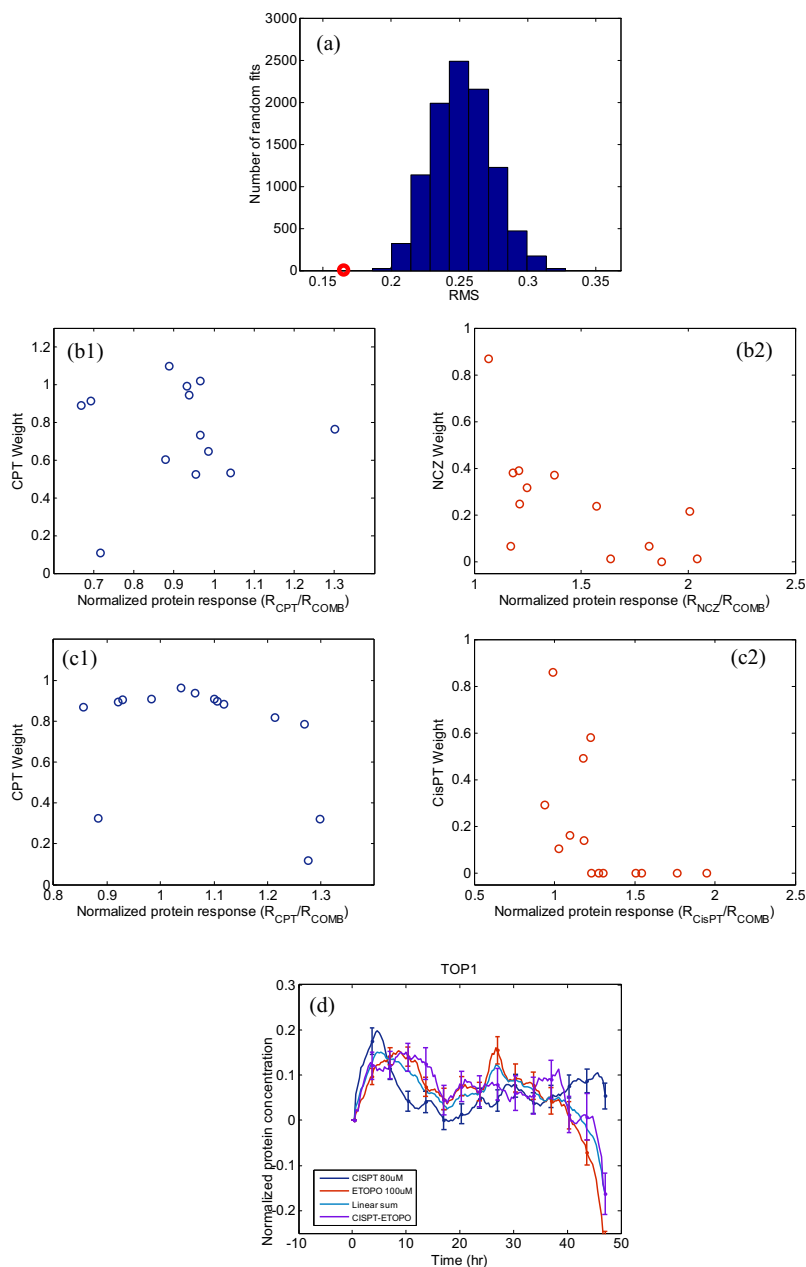 (a)
Number of random fits
3000
2500
2000
1500
1000
500
0
0.15 0.2 0.25 0.3 0.35
RMS
(b1)
CPT Weight
1.2
1
0.8
0.6
0.4
0.2
0
0.7 0.8 0.9 1 1.1 1.2 1.3
Normalized protein response (R_CPT/R_COMB)
(b2)
NCZ Weight
1
0.8
0.6
0.4
0.2
0
1 1.5 2 2.5
Normalized protein response (R_NCZ/R_COMB)
(c1)
CPT Weight
1
0.8
0.6
0.4
0.2
0
0.8 0.9 1 1.1 1.2 1.3
Normalized protein response (R_CPT/R_COMB)
(c2)
CisPT Weight
1
0.8
0.6
0.4
0.2
0
0.5 1 1.5 2 2.5
Normalized protein response (R_CisPT/R_COMB)
TOP1
(d)
Normalized protein concentration
0.3
0.2
0.1
0
-0.1
-0.2
CISPT 80uM
ETOPO 100uM
Linear sum
CISPT-ETOPO
-10 0 10 20 30 40 50
Time (hr)